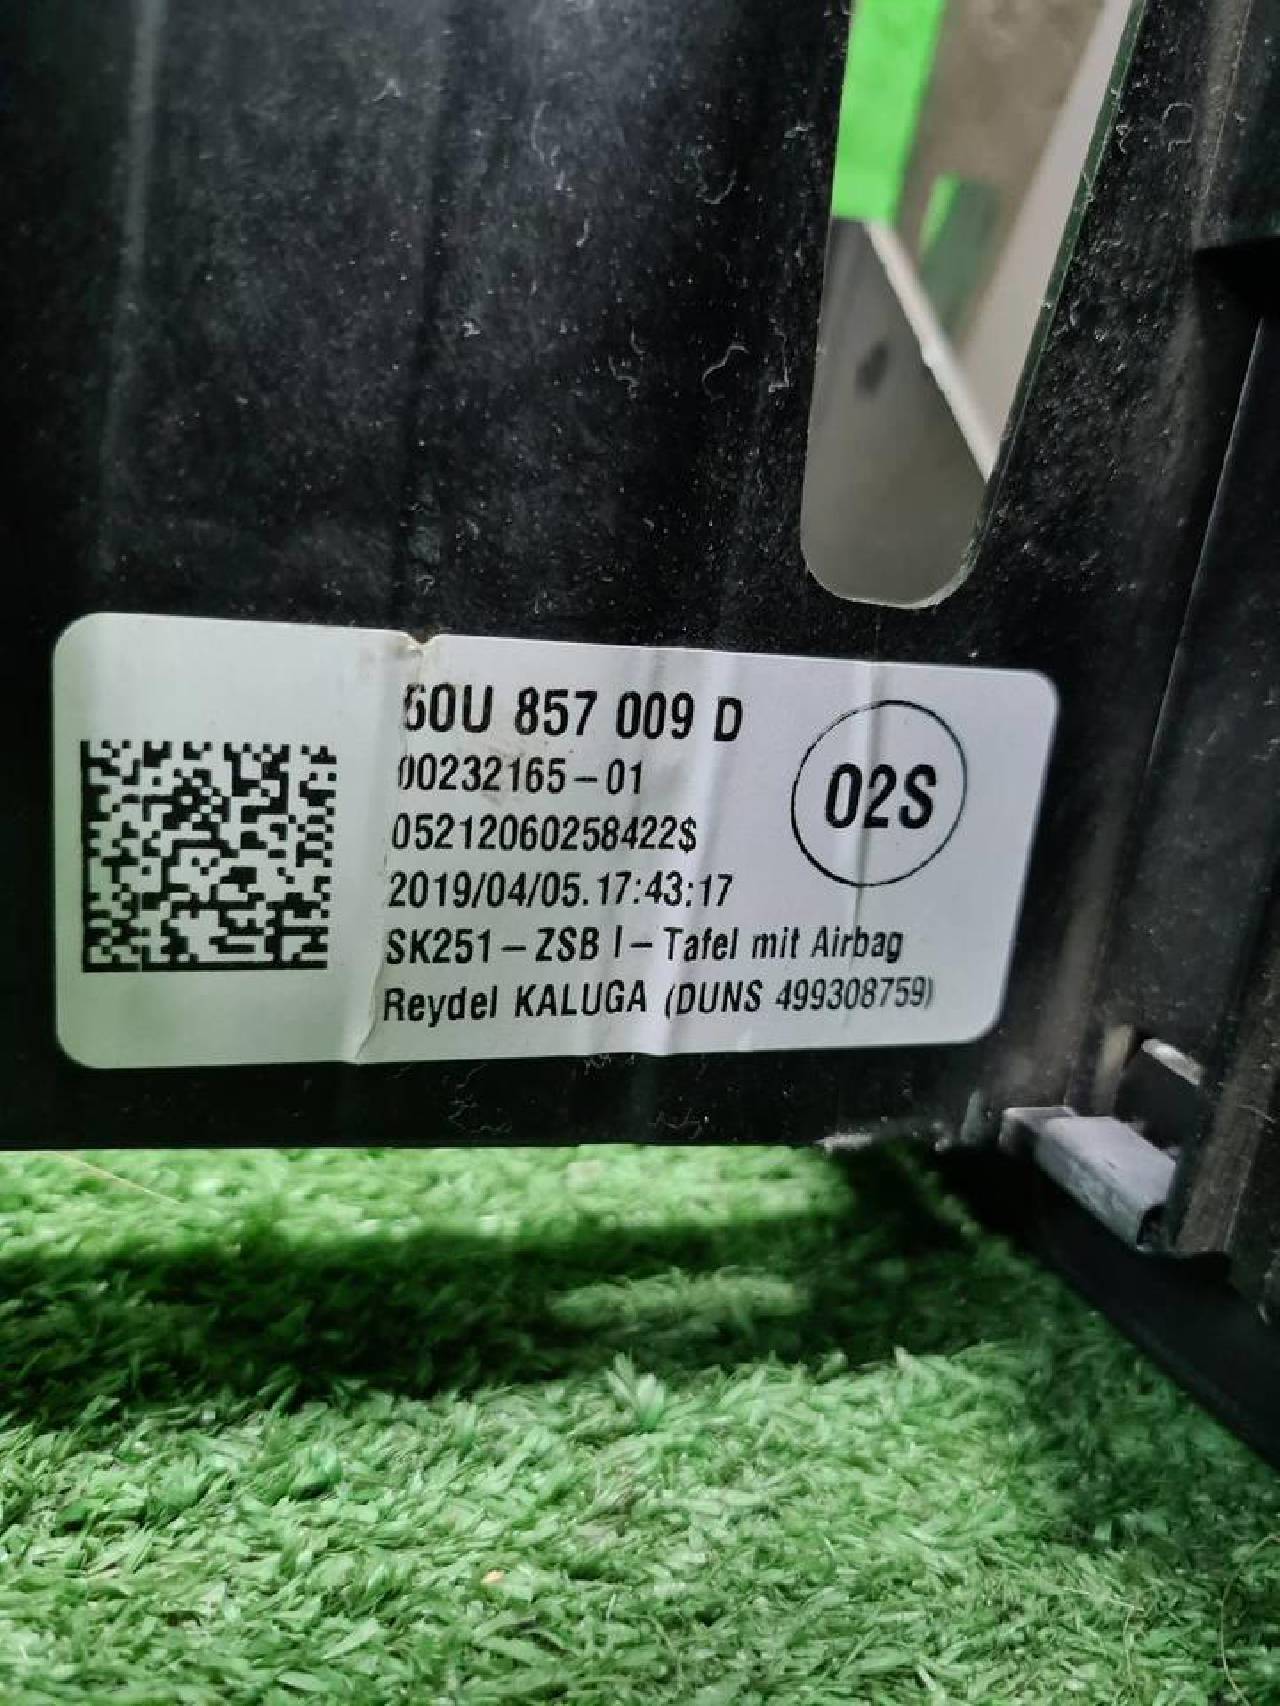 60U 857 009 D
00232165-01
02S
05212060258422$
2019/04/05.17:43:17
SK251-ZSB I-Tafel mit Airbag
Reydel KALUGA (DUNS 499308759)